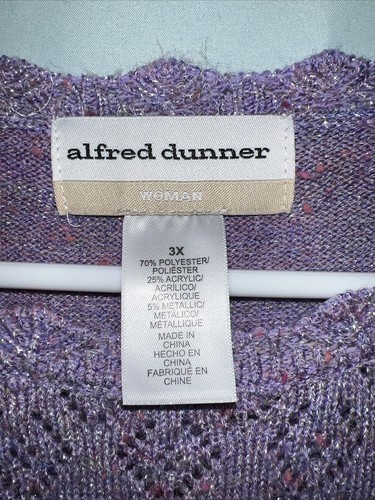 alfred dunner
WOMAN
3X
70% POLYESTER/
POLIÉSTER
25% ACRYLIC/
ACRÍLICO/
ACRYLIQUE
5% METALLIC/
METÁLICO/
MÉTALLIQUE
MADE IN
CHINA
HECHO EN
CHINA
FABRIQUÉ EN
CHINE